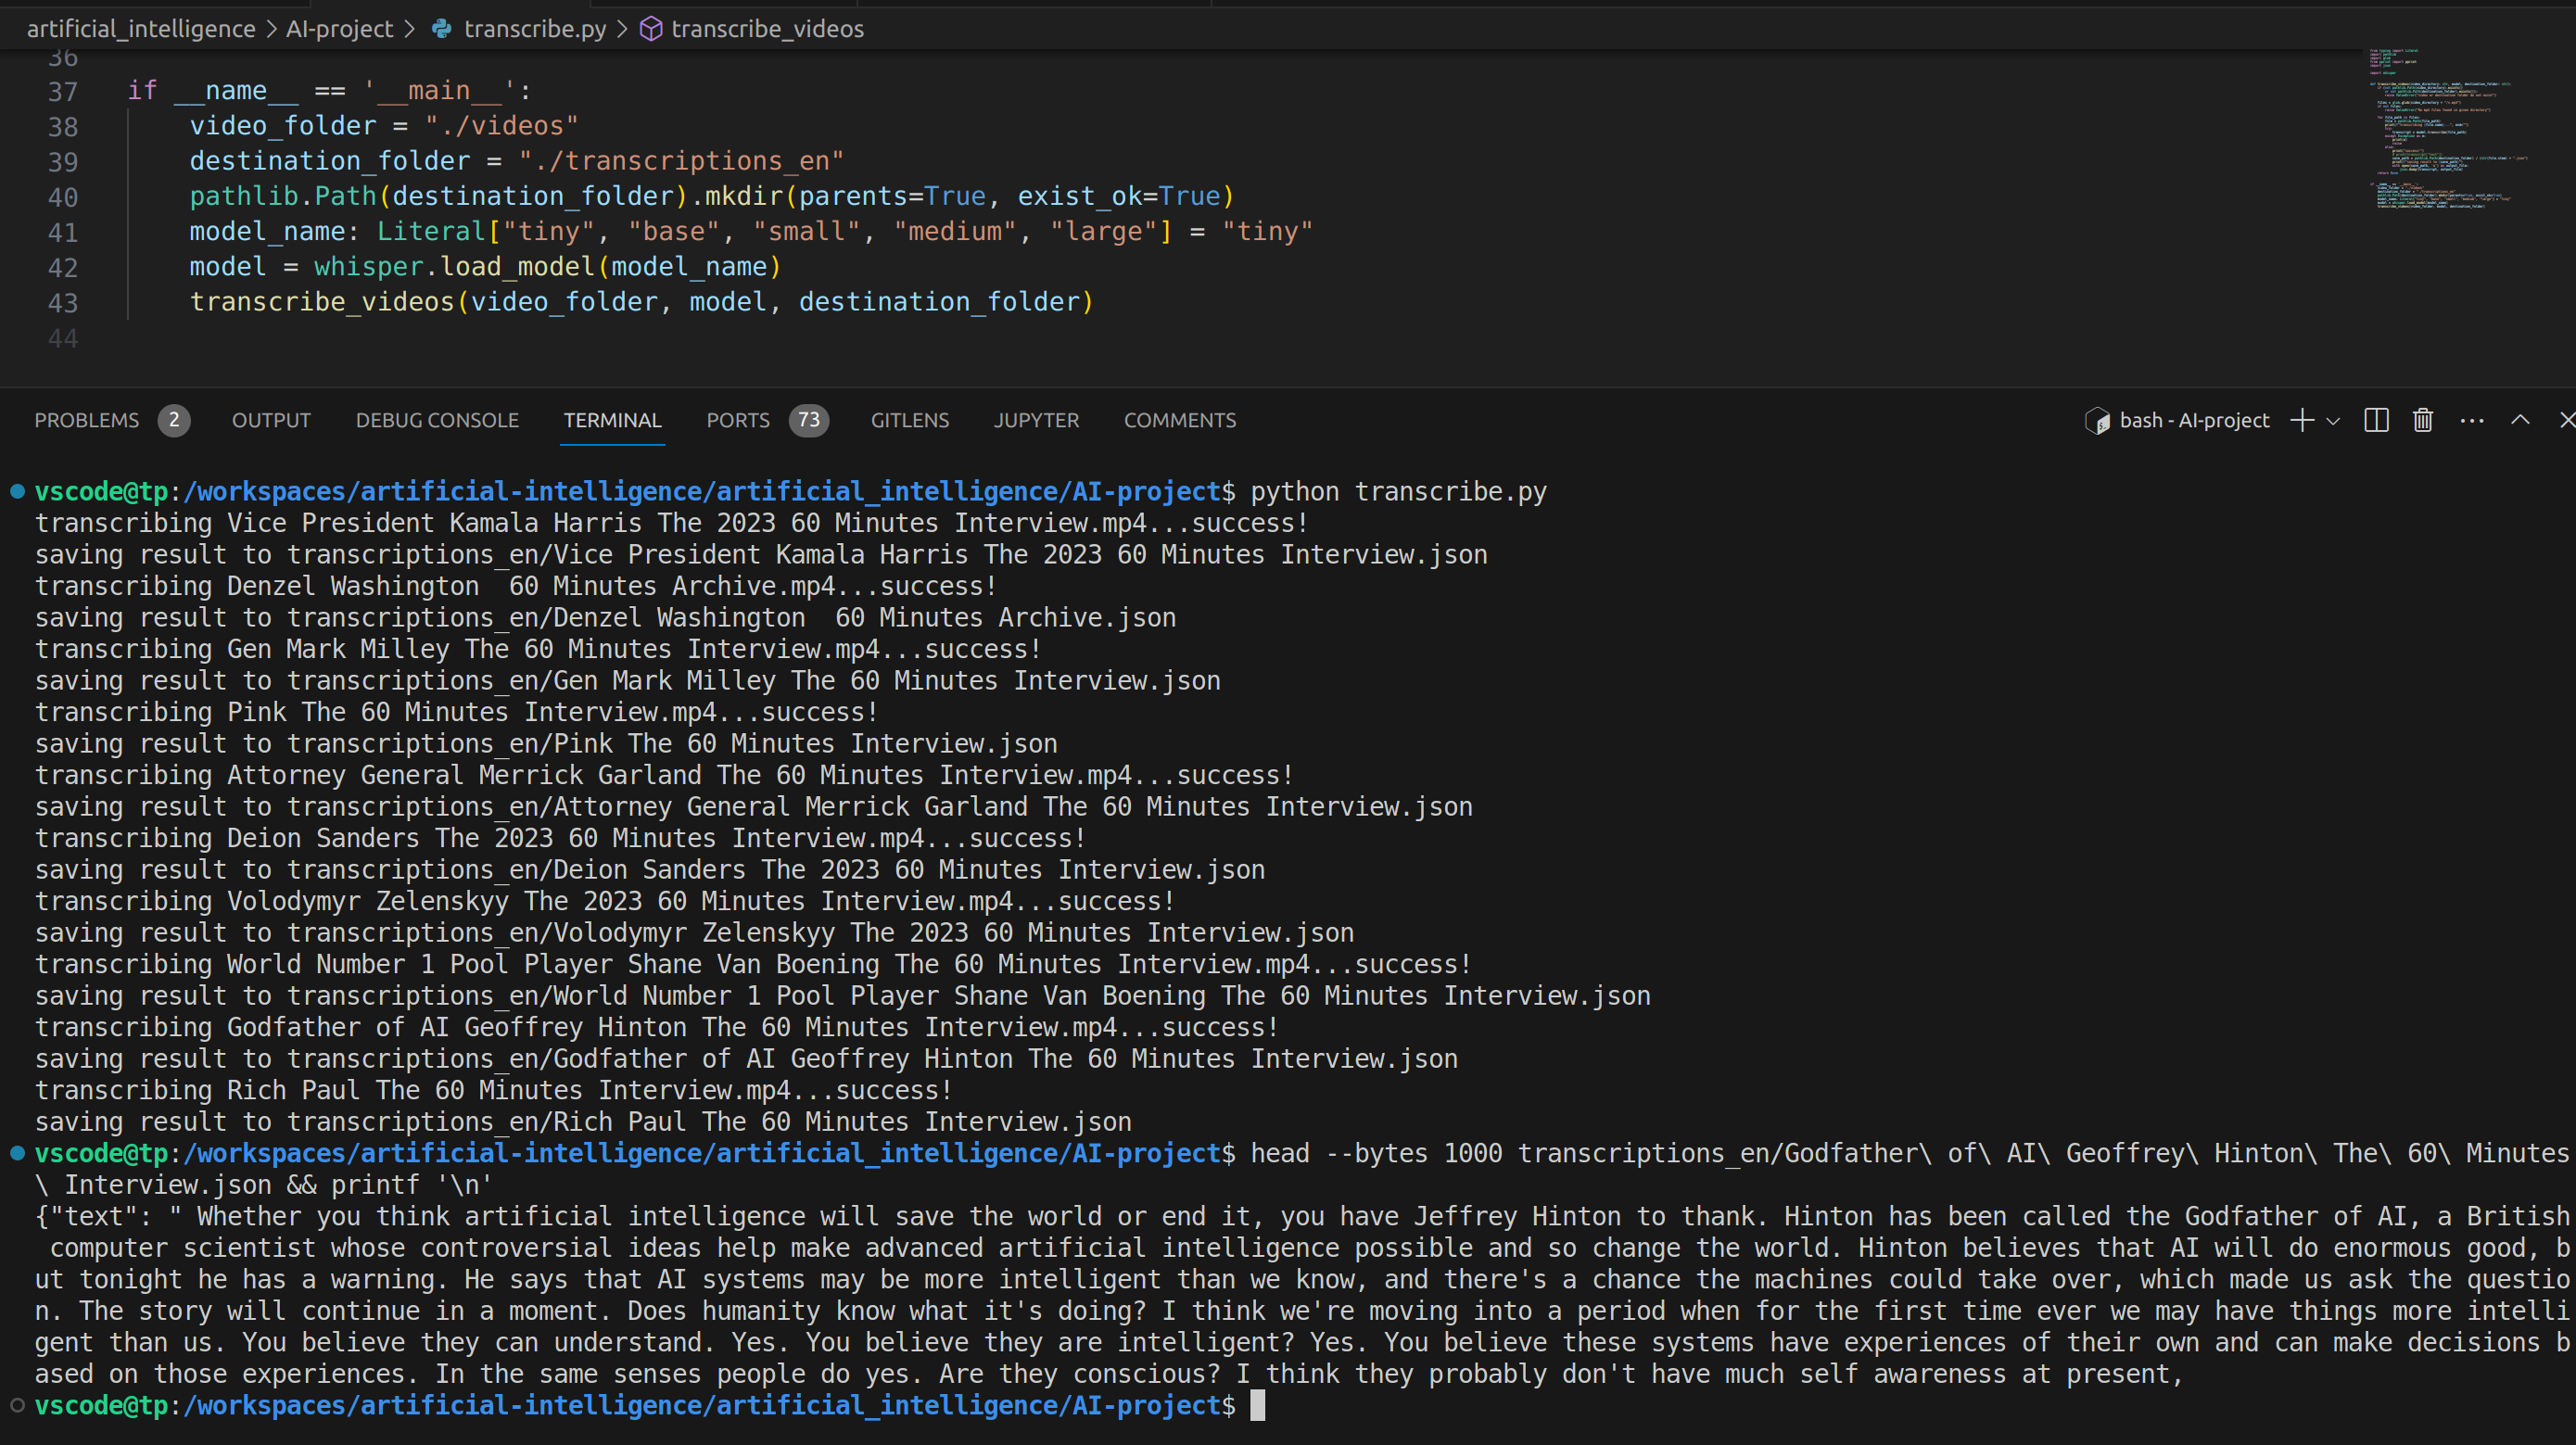 artificial_intelligence > AI-project > transcribe.py > transcribe_videos
36
37 if __name__ == '__main__':
38 video_folder = "./videos"
39 destination_folder = "./transcriptions_en"
40 pathlib.Path(destination_folder).mkdir(parents=True, exist_ok=True)
41 model_name: Literal["tiny", "base", "small", "medium", "large"] = "tiny"
42 model = whisper.load_model(model_name)
43 transcribe_videos(video_folder, model, destination_folder)
44
PROBLEMS 2 OUTPUT DEBUG CONSOLE TERMINAL PORTS 73 GITLENS JUPYTER COMMENTS bash - AI-project
vscode@tp:/workspaces/artificial-intelligence/artificial_intelligence/AI-project$ python transcribe.py
transcribing Vice President Kamala Harris The 2023 60 Minutes Interview.mp4...success!
saving result to transcriptions_en/Vice President Kamala Harris The 2023 60 Minutes Interview.json
transcribing Denzel Washington  60 Minutes Archive.mp4...success!
saving result to transcriptions_en/Denzel Washington  60 Minutes Archive.json
transcribing Gen Mark Milley The 60 Minutes Interview.mp4...success!
saving result to transcriptions_en/Gen Mark Milley The 60 Minutes Interview.json
transcribing Pink The 60 Minutes Interview.mp4...success!
saving result to transcriptions_en/Pink The 60 Minutes Interview.json
transcribing Attorney General Merrick Garland The 60 Minutes Interview.mp4...success!
saving result to transcriptions_en/Attorney General Merrick Garland The 60 Minutes Interview.json
transcribing Deion Sanders The 2023 60 Minutes Interview.mp4...success!
saving result to transcriptions_en/Deion Sanders The 2023 60 Minutes Interview.json
transcribing Volodymyr Zelenskyy The 2023 60 Minutes Interview.mp4...success!
saving result to transcriptions_en/Volodymyr Zelenskyy The 2023 60 Minutes Interview.json
transcribing World Number 1 Pool Player Shane Van Boening The 60 Minutes Interview.mp4...success!
saving result to transcriptions_en/World Number 1 Pool Player Shane Van Boening The 60 Minutes Interview.json
transcribing Godfather of AI Geoffrey Hinton The 60 Minutes Interview.mp4...success!
saving result to transcriptions_en/Godfather of AI Geoffrey Hinton The 60 Minutes Interview.json
transcribing Rich Paul The 60 Minutes Interview.mp4...success!
saving result to transcriptions_en/Rich Paul The 60 Minutes Interview.json
vscode@tp:/workspaces/artificial-intelligence/artificial_intelligence/AI-project$ head --bytes 1000 transcriptions_en/Godfather\ of\ AI\ Geoffrey\ Hinton\ The\ 60\ Minutes
\ Interview.json && printf '\n'
{"text": " Whether you think artificial intelligence will save the world or end it, you have Jeffrey Hinton to thank. Hinton has been called the Godfather of AI, a British
computer scientist whose controversial ideas help make advanced artificial intelligence possible and so change the world. Hinton believes that AI will do enormous good, b
ut tonight he has a warning. He says that AI systems may be more intelligent than we know, and there's a chance the machines could take over, which made us ask the questio
n. The story will continue in a moment. Does humanity know what it's doing? I think we're moving into a period when for the first time ever we may have things more intelli
gent than us. You believe they can understand. Yes. You believe they are intelligent? Yes. You believe these systems have experiences of their own and can make decisions b
ased on those experiences. In the same senses people do yes. Are they conscious? I think they probably don't have much self awareness at present,
vscode@tp:/workspaces/artificial-intelligence/artificial_intelligence/AI-project$